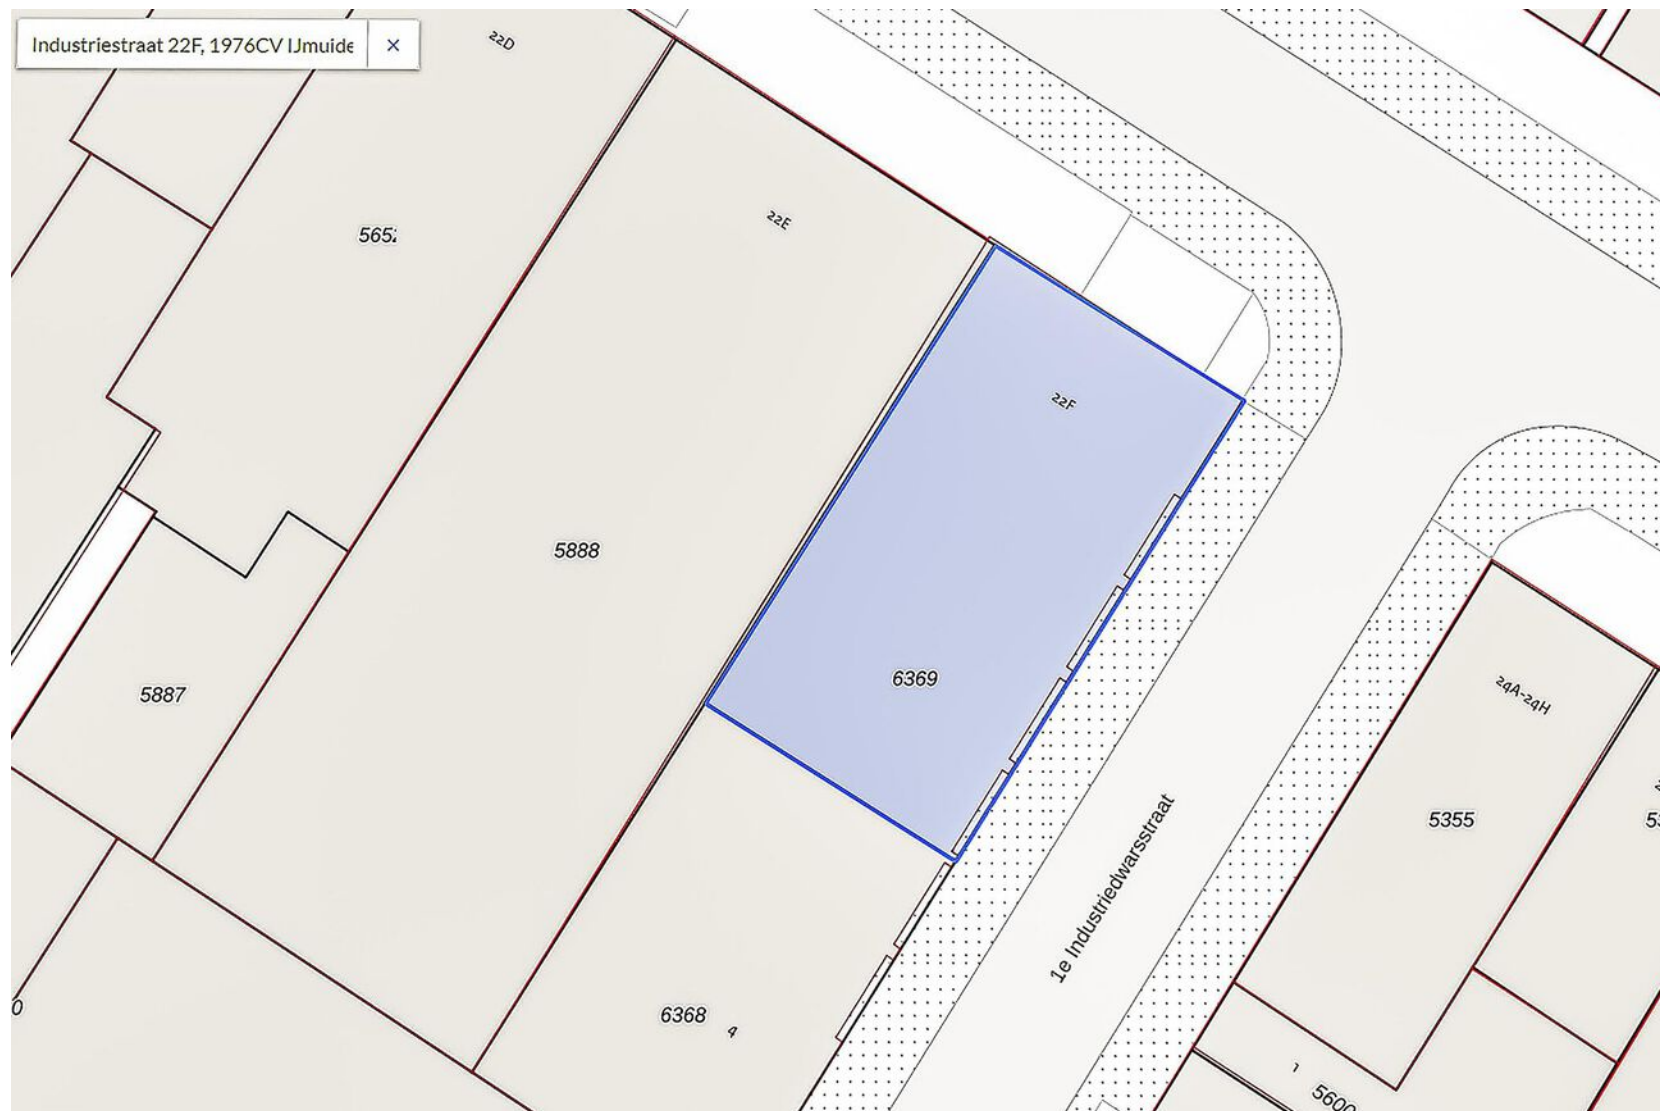 Industriestraat 22F, 1976CV IJmuide
22D
22E
22F
5888
6369
5887
24A-24H
5355
1e Industriedwarsstraat
6368
4
0
1
5600